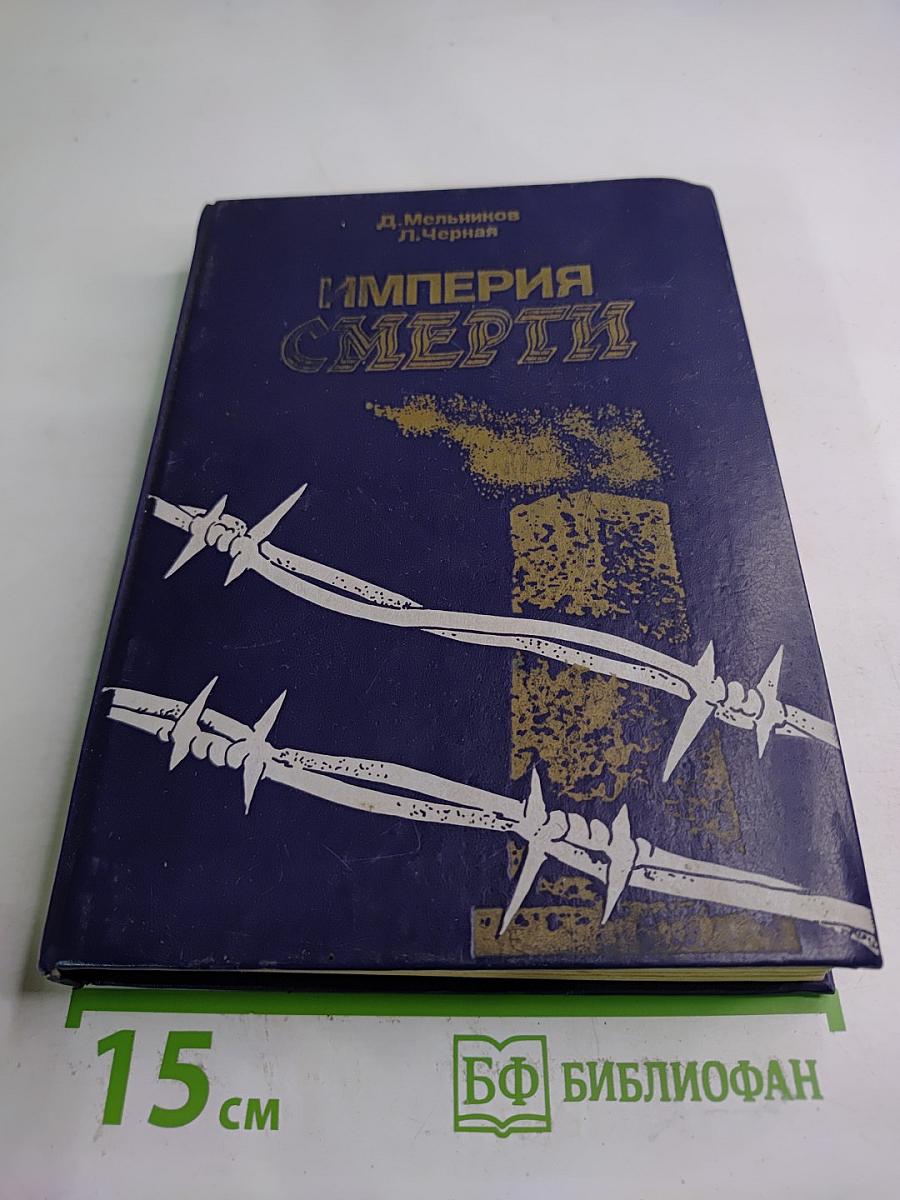 Д.Мельников
Л.Черная
ИМПЕРИЯ
СМЕРТИ
15 см
БФ БИБЛИОФАН